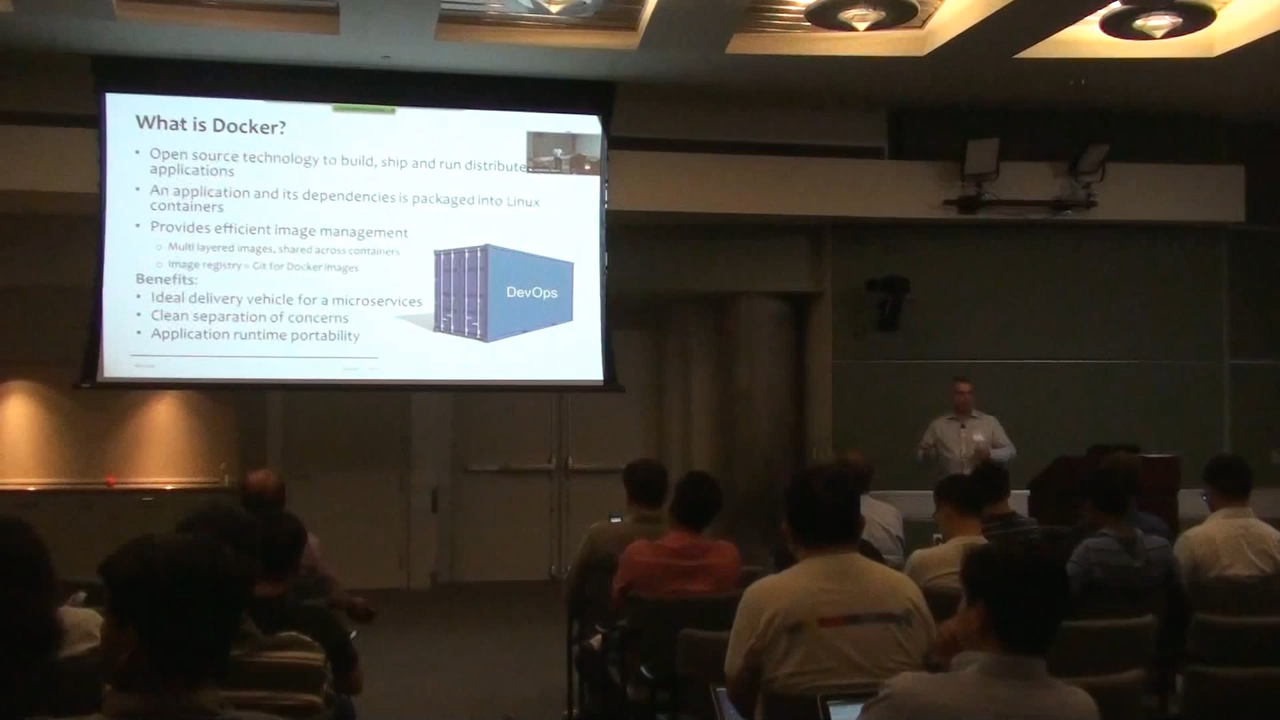 What is Docker?
• Open source technology to build, ship and run distribute
applications
• An application and its dependencies is packaged into Linux
containers
• Provides efficient image management
○ Multi layered images, shared across containers
○ Image registry = Git for Docker images
Benefits:
• Ideal delivery vehicle for a microservices
• Clean separation of concerns
• Application runtime portability
DevOps